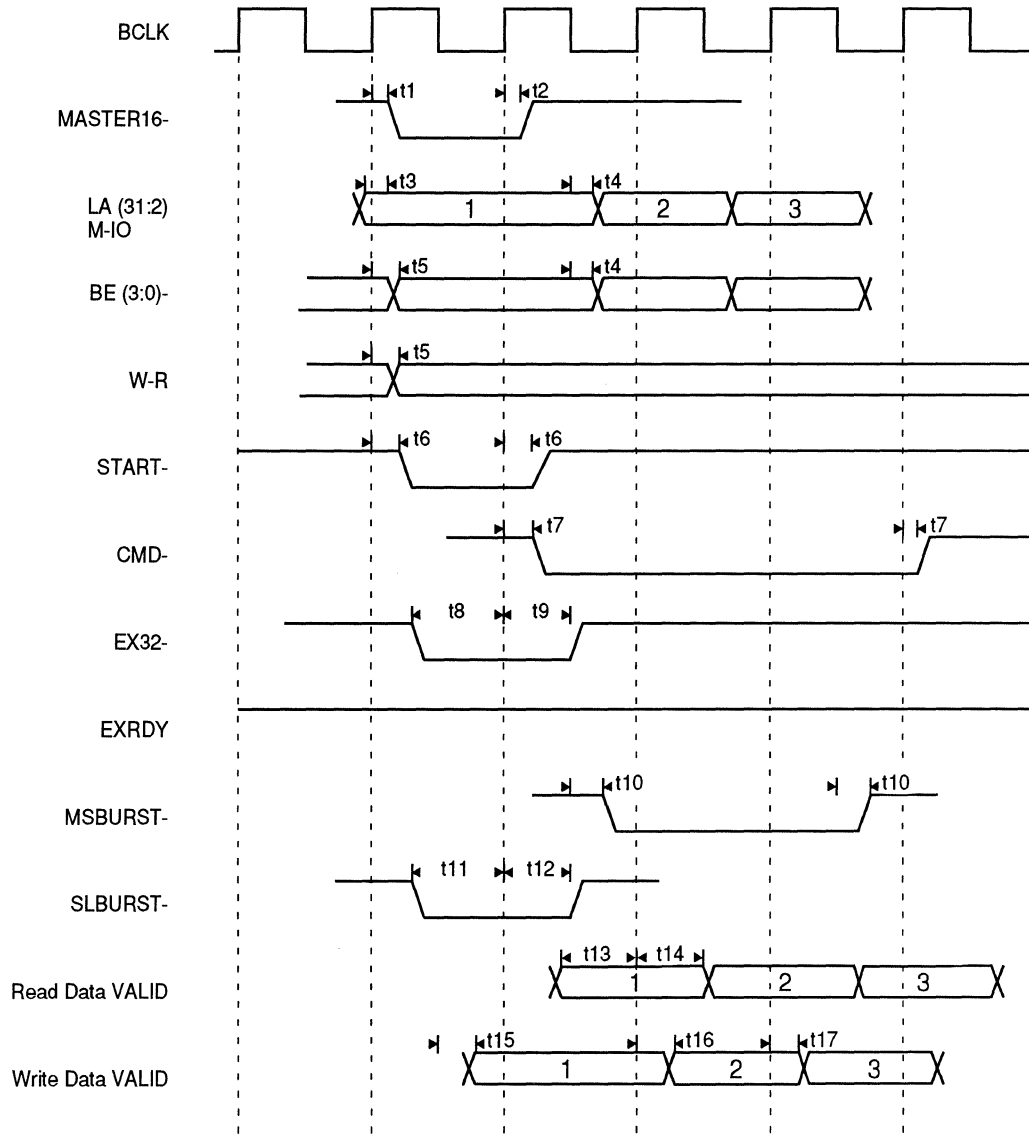 BCLK
t1 t2
MASTER16-
t3 t4
LA (31:2)
M-IO
1 2 3
t5 t4
BE (3:0)-
t5
W-R
t6 t6
START-
t7 t7
CMD-
t8 t9
EX32-
EXRDY
t10 t10
MSBURST-
t11 t12
SLBURST-
t13 t14
Read Data VALID
1 2 3
t15 t16 t17
Write Data VALID
1 2 3